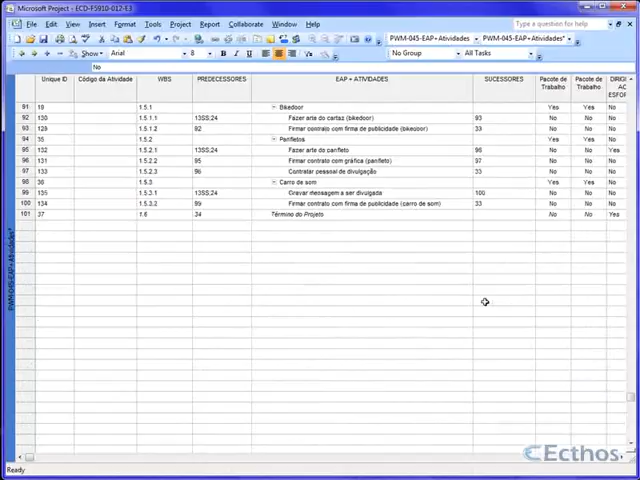 Microsoft Project - ECD-F5910-012-E3
File Edit View Insert Format Tools Project Report Collaborate Window Help Type a question for help
PWM-045-EAP+Atividades PWM-045-EAP+Atividades*
Show Arial 8 No Group All Tasks
No
Unique ID Código da Atividade WBS PREDECESSORES EAP + ATIVIDADES SUCESSORES Pacote de Trabalho Pacote de Trabalho
91 19 1.5.1 Bikedoor Yes Yes No
92 130 1.5.1.1 13SS;24 Fazer arte do cartaz (bikedoor) 93 No No No
93 129 1.5.1.2 92 Firmar contrato com firma de publicidade (bikedoor) 33 No No No
94 35 1.5.2 Panfletos Yes Yes No
95 132 1.5.2.1 13SS;24 Fazer arte do panfleto 96 No No Yes
96 131 1.5.2.2 95 Firmar contrato com gráfica (panfleto) 97 No No No
97 133 1.5.2.3 96 Contratar pessoal de divulgação 33 No No No
98 36 1.5.3 Carro de som Yes Yes No
99 135 1.5.3.1 13SS;24 Gravar mensagem a ser divulgada 100 No No No
100 134 1.5.3.2 99 Firmar contrato com firma de publicidade (carro de som) 33 No No No
101 37 1.6 34 Término do Projeto No No Yes
PWM-045-EAP+Atividades*
Ecthos
Ready